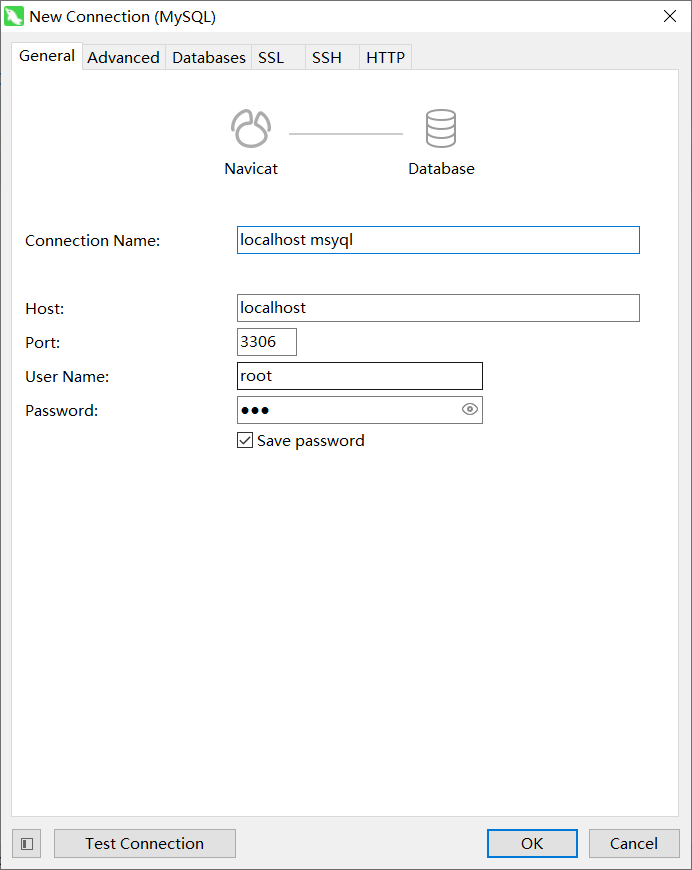 New Connection (MySQL)
General Advanced Databases SSL SSH HTTP
Navicat Database
Connection Name: localhost msyql
Host: localhost
Port: 3306
User Name: root
Password: ●●●
Save password
Test Connection OK Cancel